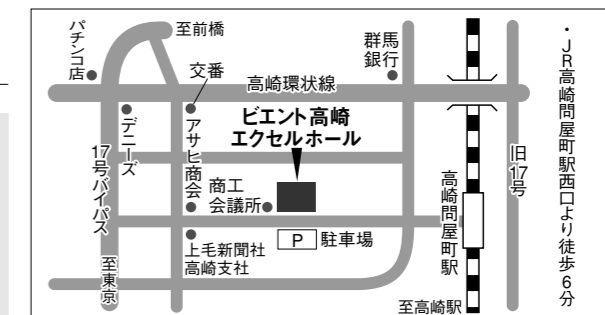 パチンコ店
至前橋
交番
群馬
銀行
高崎環状線
デニーズ
アサヒ商会
ビエント高崎
エクセルホール
17号バイパス
商工
会議所
P 駐車場
上毛新聞社
高崎支社
至東京
高崎問屋町駅
至高崎駅
旧17号
・JR高崎問屋町駅西口より徒歩6分